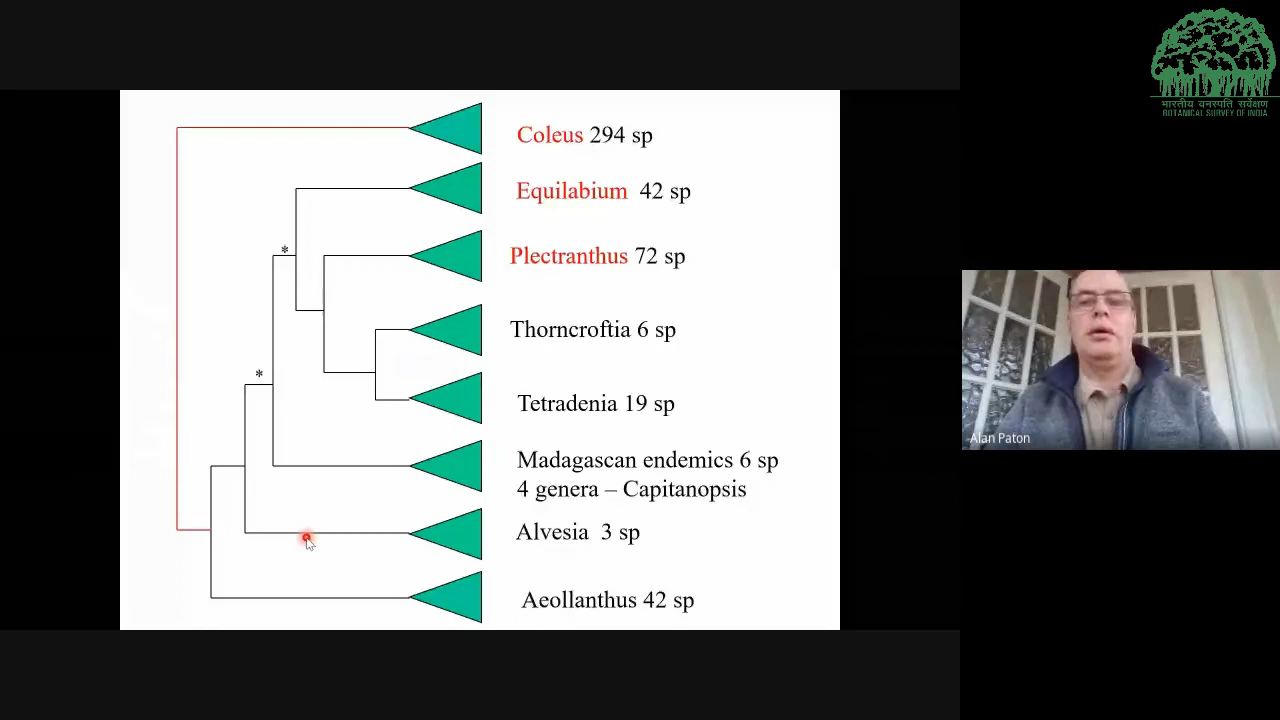 Coleus 294 sp
Equilabium 42 sp
*
Plectranthus 72 sp
Thorncroftia 6 sp
*
Tetradenia 19 sp
Madagascan endemics 6 sp
4 genera – Capitanopsis
Alvesia 3 sp
Aeollanthus 42 sp
भारतीय वनस्पति सर्वेक्षण
BOTANICAL SURVEY OF INDIA
Alan Paton